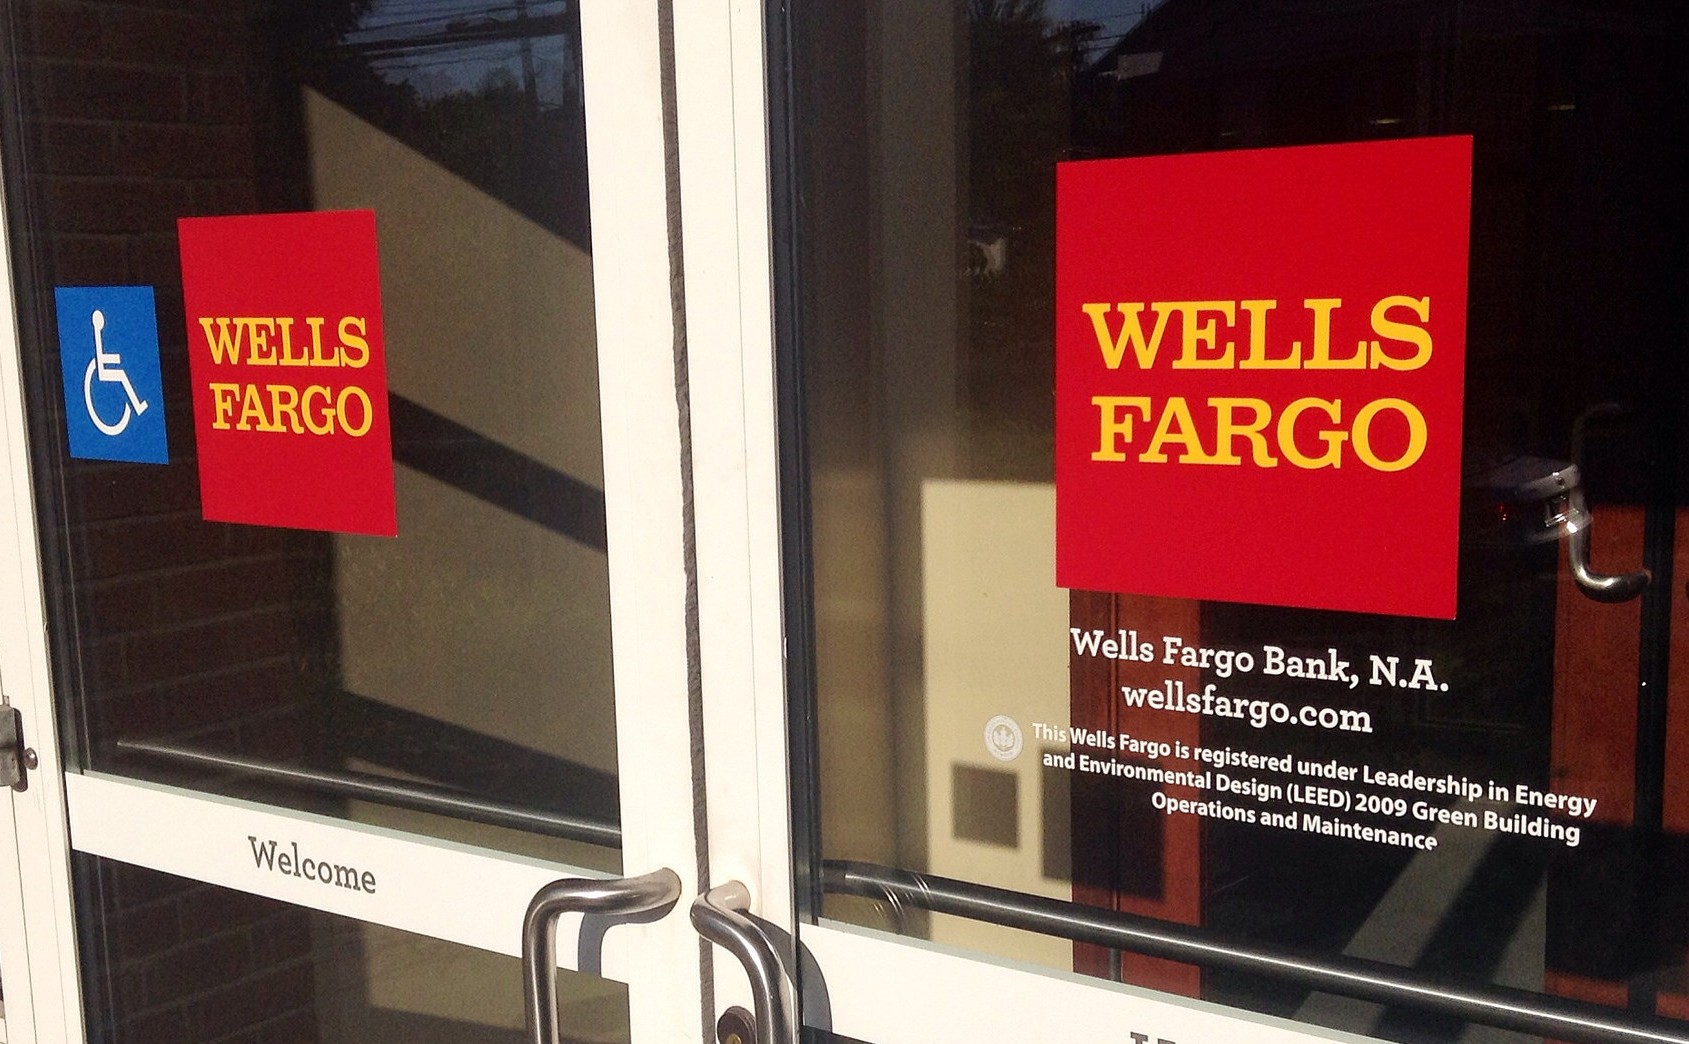 WELLS
FARGO
Welcome
WELLS
FARGO
Wells Fargo Bank, N.A.
wellsfargo.com
This Wells Fargo is registered under Leadership in Energy
and Environmental Design (LEED) 2009 Green Building
Operations and Maintenance